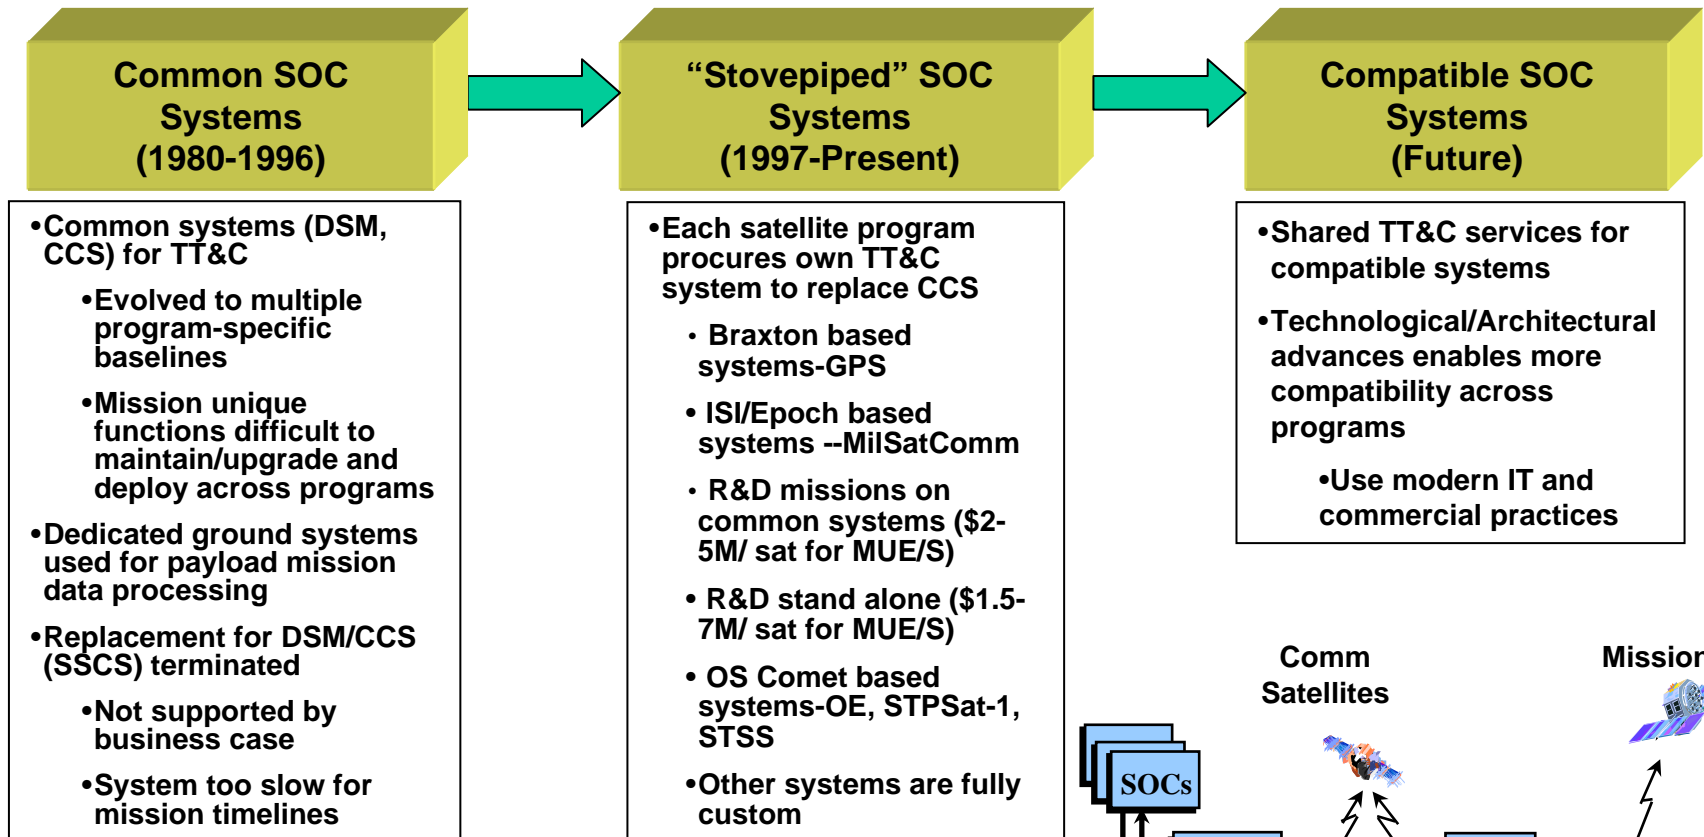 Common SOC
Systems
(1980-1996)
“Stovepiped” SOC
Systems
(1997-Present)
Compatible SOC
Systems
(Future)
•Common systems (DSM,
CCS) for TT&C
•Evolved to multiple
program-specific
baselines
•Mission unique
functions difficult to
maintain/upgrade and
deploy across programs
•Dedicated ground systems
used for payload mission
data processing
•Replacement for DSM/CCS
(SSCS) terminated
•Not supported by
business case
•System too slow for
mission timelines
•Each satellite program
procures own TT&C
system to replace CCS
• Braxton based
systems-GPS
• ISI/Epoch based
systems --MilSatComm
• R&D missions on
common systems ($2-
5M/ sat for MUE/S)
• R&D stand alone ($1.5-
7M/ sat for MUE/S)
• OS Comet based
systems-OE, STPSat-1,
STSS
•Other systems are fully
custom
•Shared TT&C services for
compatible systems
•Technological/Architectural
advances enables more
compatibility across
programs
•Use modern IT and
commercial practices
Comm
Satellites
Mission
SOCs